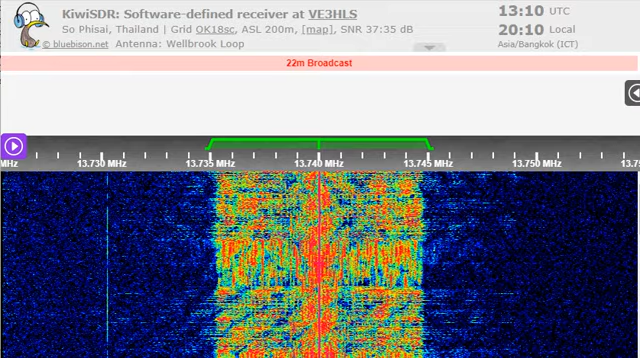 KiwiSDR: Software-defined receiver at VE3HLS
So Phisai, Thailand | Grid OK18sc, ASL 200m, [map], SNR 37:35 dB
© bluebison.net Antenna: Wellbrook Loop
13:10 UTC
20:10 Local
Asia/Bangkok (ICT)
22m Broadcast
MHz 13.730 MHz 13.735 MHz 13.740 MHz 13.745 MHz 13.750 MHz 13.75